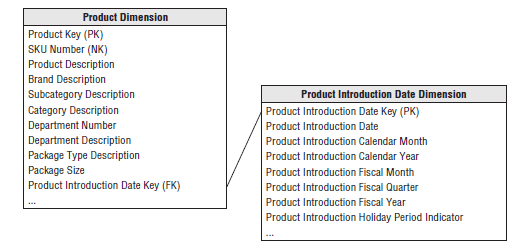 Product Dimension
Product Key (PK)
SKU Number (NK)
Product Description
Brand Description
Subcategory Description
Category Description
Department Number
Department Description
Package Type Description
Package Size
Product Introduction Date Key (FK)
...
Product Introduction Date Dimension
Product Introduction Date Key (PK)
Product Introduction Date
Product Introduction Calendar Month
Product Introduction Calendar Year
Product Introduction Fiscal Month
Product Introduction Fiscal Quarter
Product Introduction Fiscal Year
Product Introduction Holiday Period Indicator
...